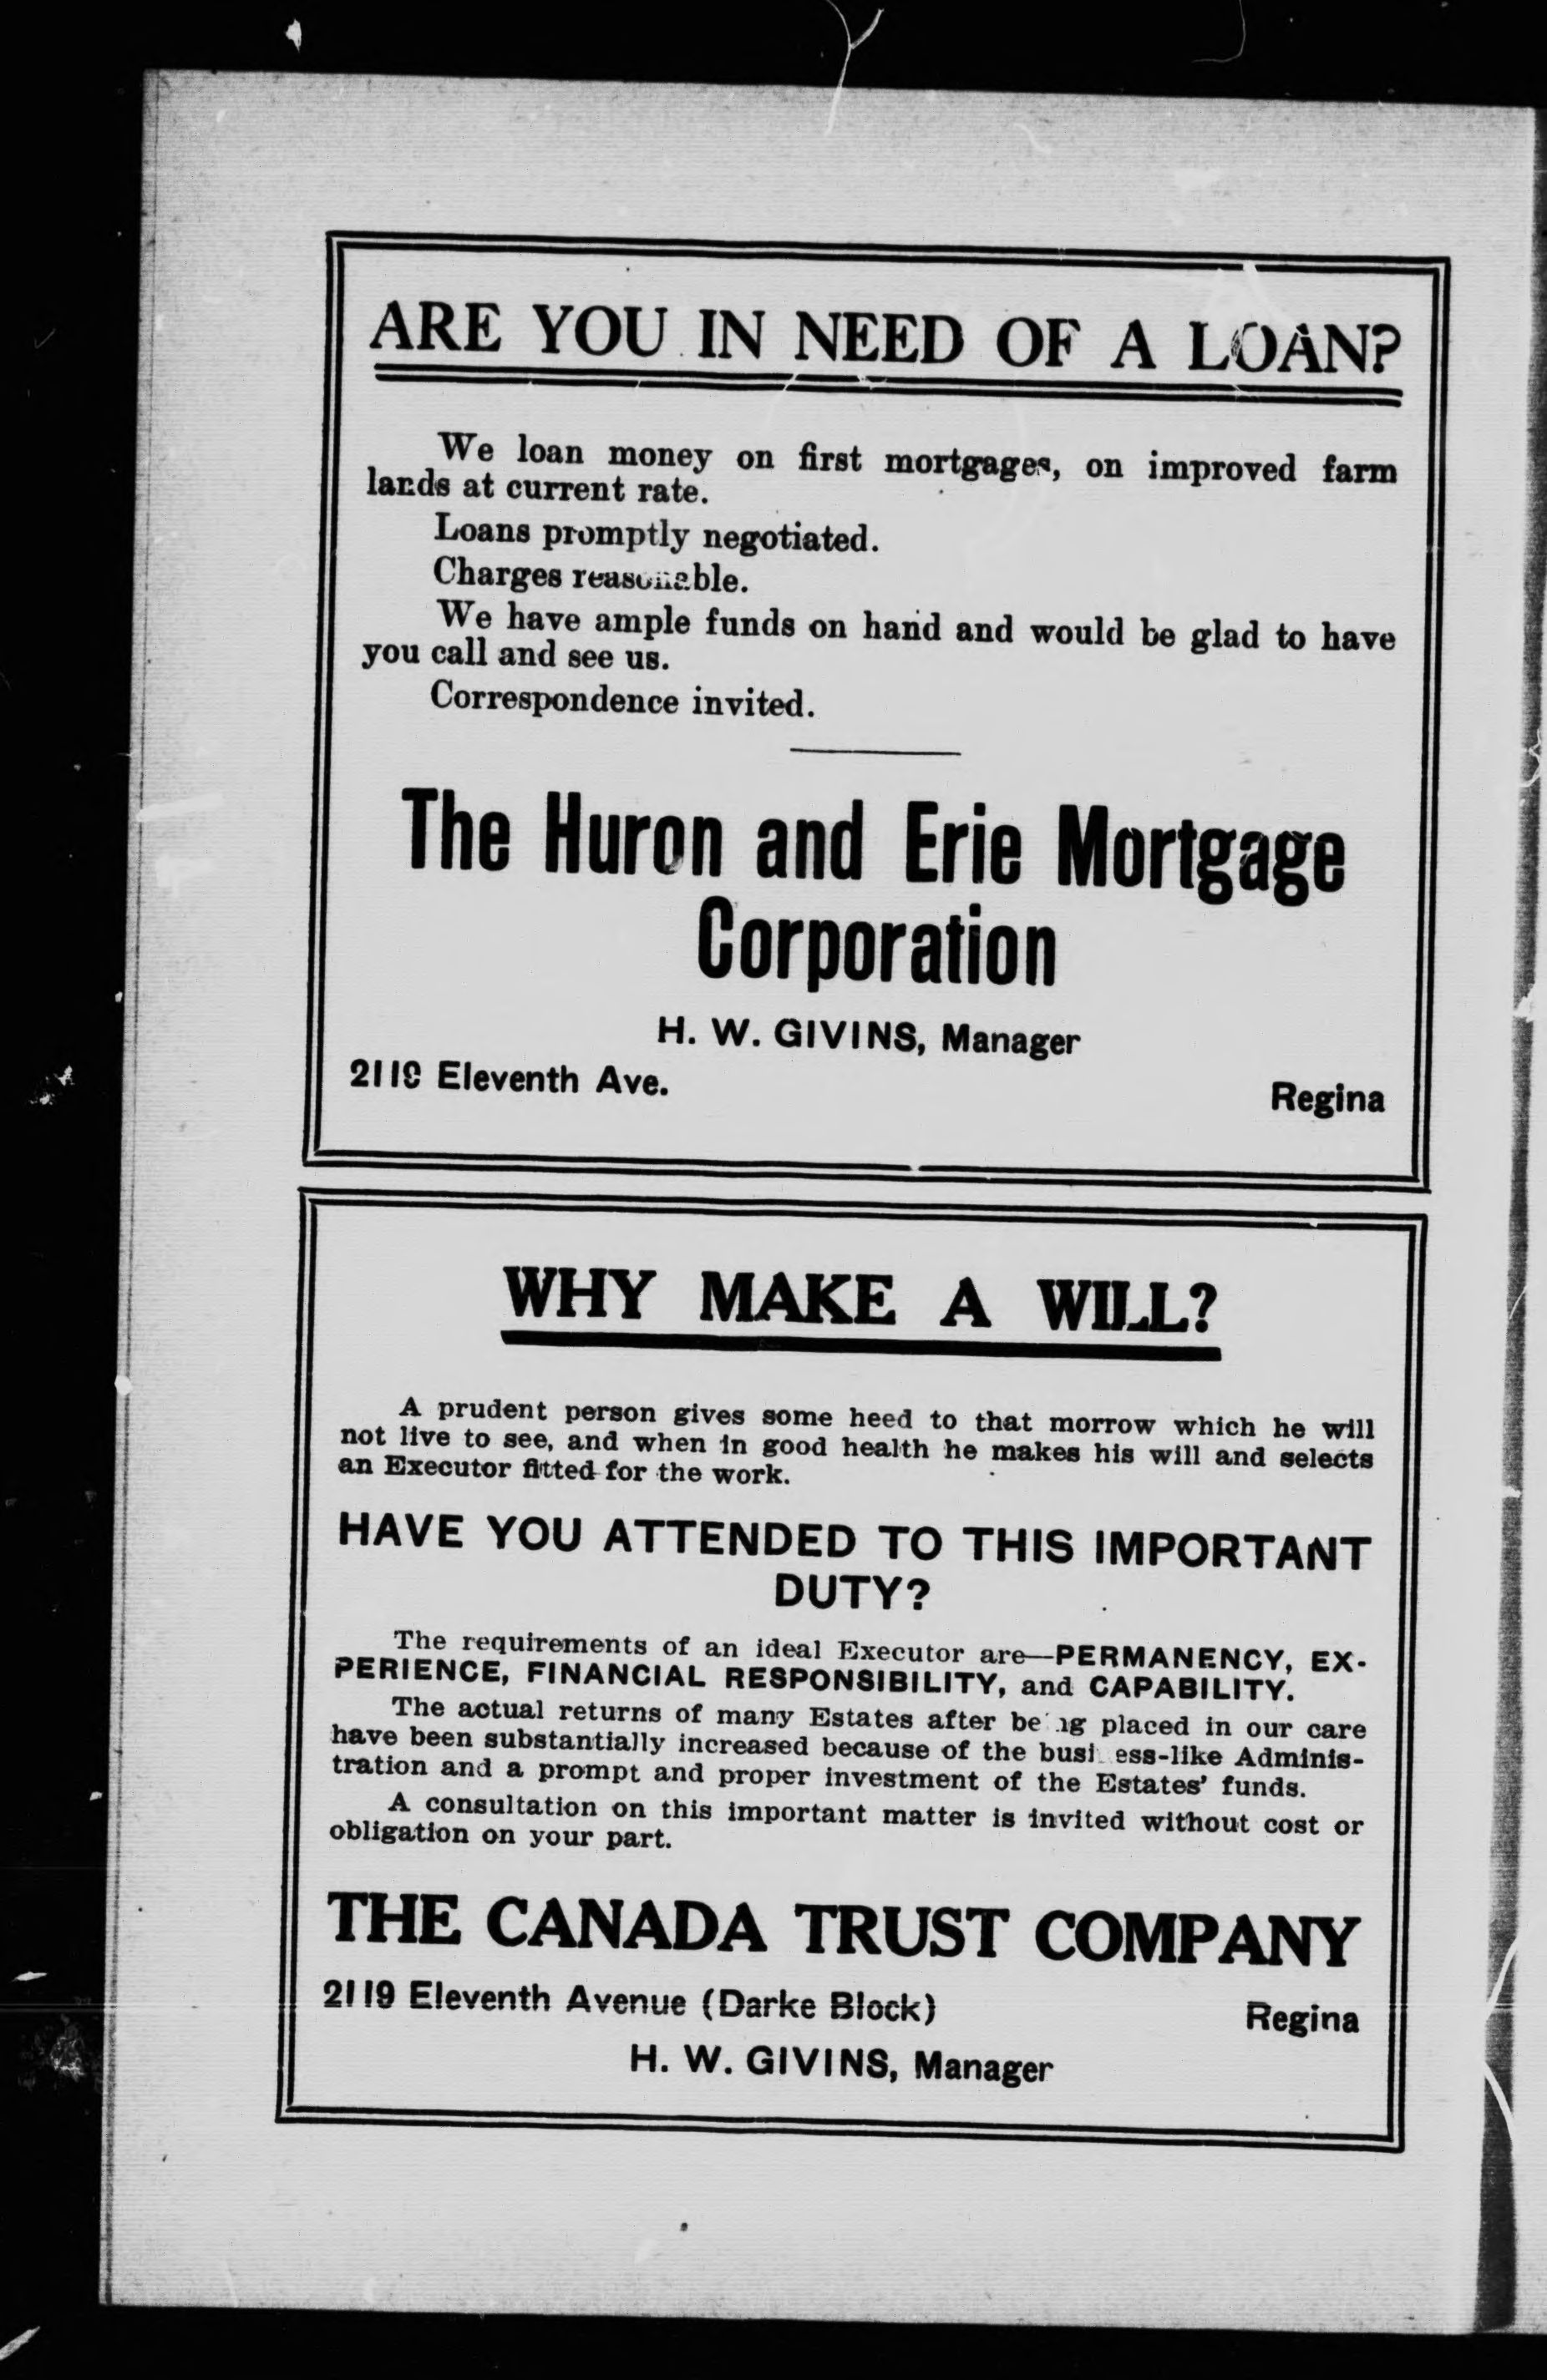 ARE YOU IN NEED OF A LOAN?
We loan money on first mortgages, on improved farm
lands at current rate.
Loans promptly negotiated.
Charges reasonable.
We have ample funds on hand and would be glad to have
you call and see us.
Correspondence invited.
The Huron and Erie Mortgage
Corporation
H. W. GIVINS, Manager
2119 Eleventh Ave.
Regina
WHY MAKE A WILL?
A prudent person gives some heed to that morrow which he will
not live to see, and when in good health he makes his will and selects
an Executor fitted for the work.
HAVE YOU ATTENDED TO THIS IMPORTANT
DUTY?
The requirements of an ideal Executor are—PERMANENCY, EX-
PERIENCE, FINANCIAL RESPONSIBILITY, and CAPABILITY.
The actual returns of many Estates after being placed in our care
have been substantially increased because of the business-like Adminis-
tration and a prompt and proper investment of the Estates' funds.
A consultation on this important matter is invited without cost or
obligation on your part.
THE CANADA TRUST COMPANY
2119 Eleventh Avenue (Darke Block)
Regina
H. W. GIVINS, Manager